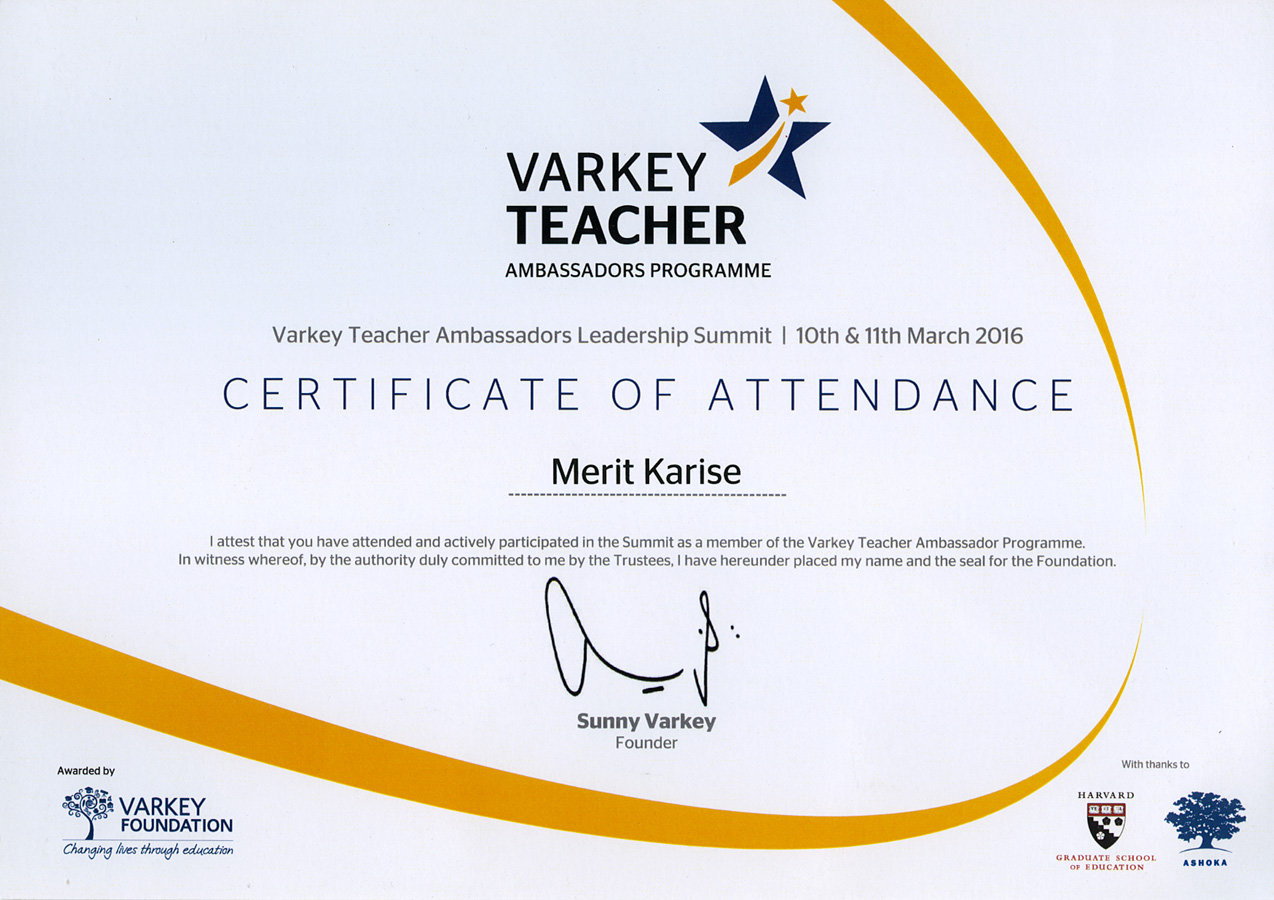 VARKEY
TEACHER
AMBASSADORS PROGRAMME
Varkey Teacher Ambassadors Leadership Summit | 10th & 11th March 2016
CERTIFICATE OF ATTENDANCE
Merit Karise
I attest that you have attended and actively participated in the Summit as a member of the Varkey Teacher Ambassador Programme.
In witness whereof, by the authority duly committed to me by the Trustees, I have hereunder placed my name and the seal for the Foundation.
Sunny Varkey
Founder
Awarded by
VARKEY
FOUNDATION
Changing lives through education
With thanks to
HARVARD
VE RI TAS
GRADUATE SCHOOL
OF EDUCATION
ASHOKA